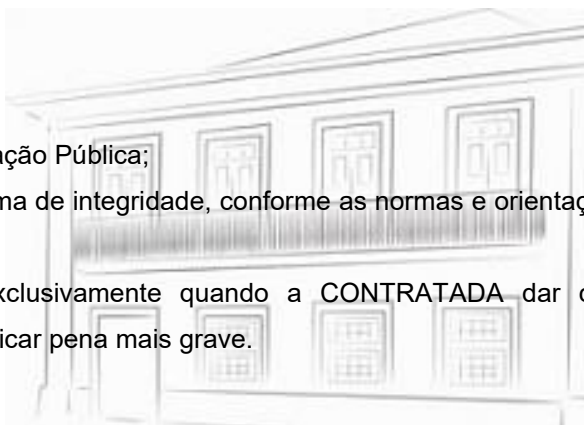 ação Pública;
ma de integridade, conforme as normas e orientaç
xclusivamente quando a CONTRATADA dar c
icar pena mais grave.